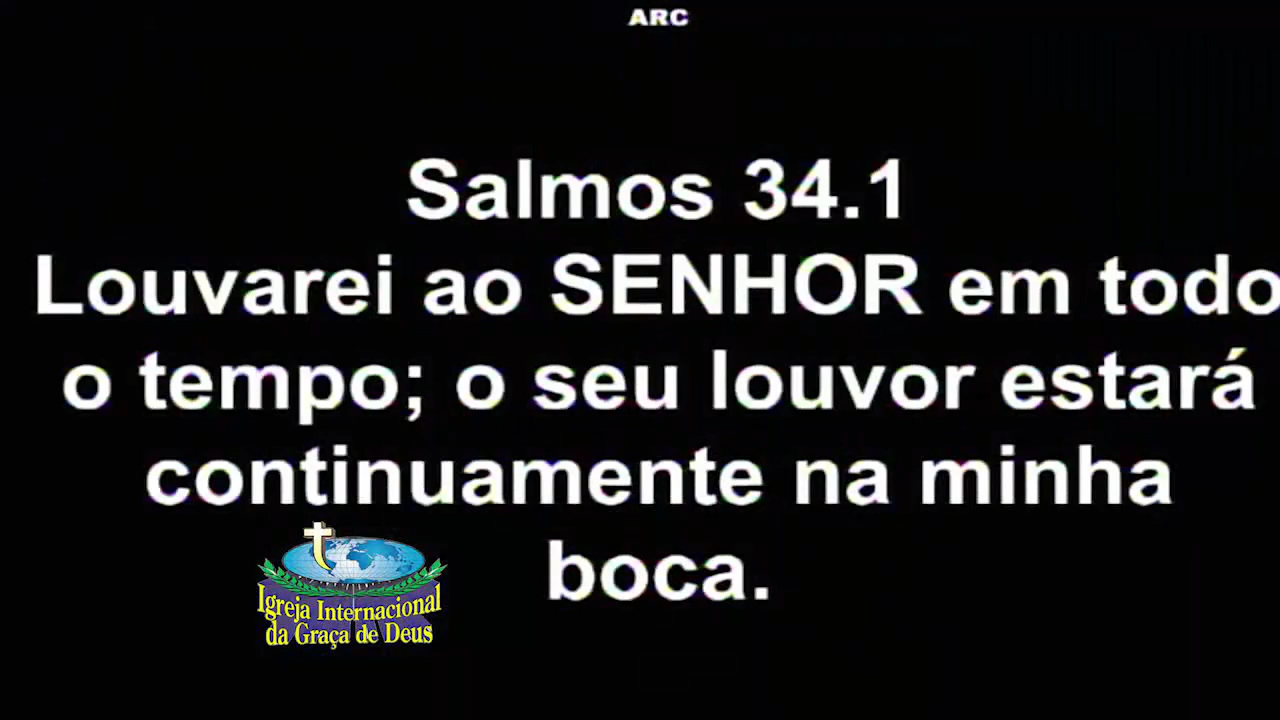 ARC
Salmos 34.1
Louvarei ao SENHOR em todo
o tempo; o seu louvor estará
continuamente na minha
boca.
Igreja Internacional
da Graça de Deus